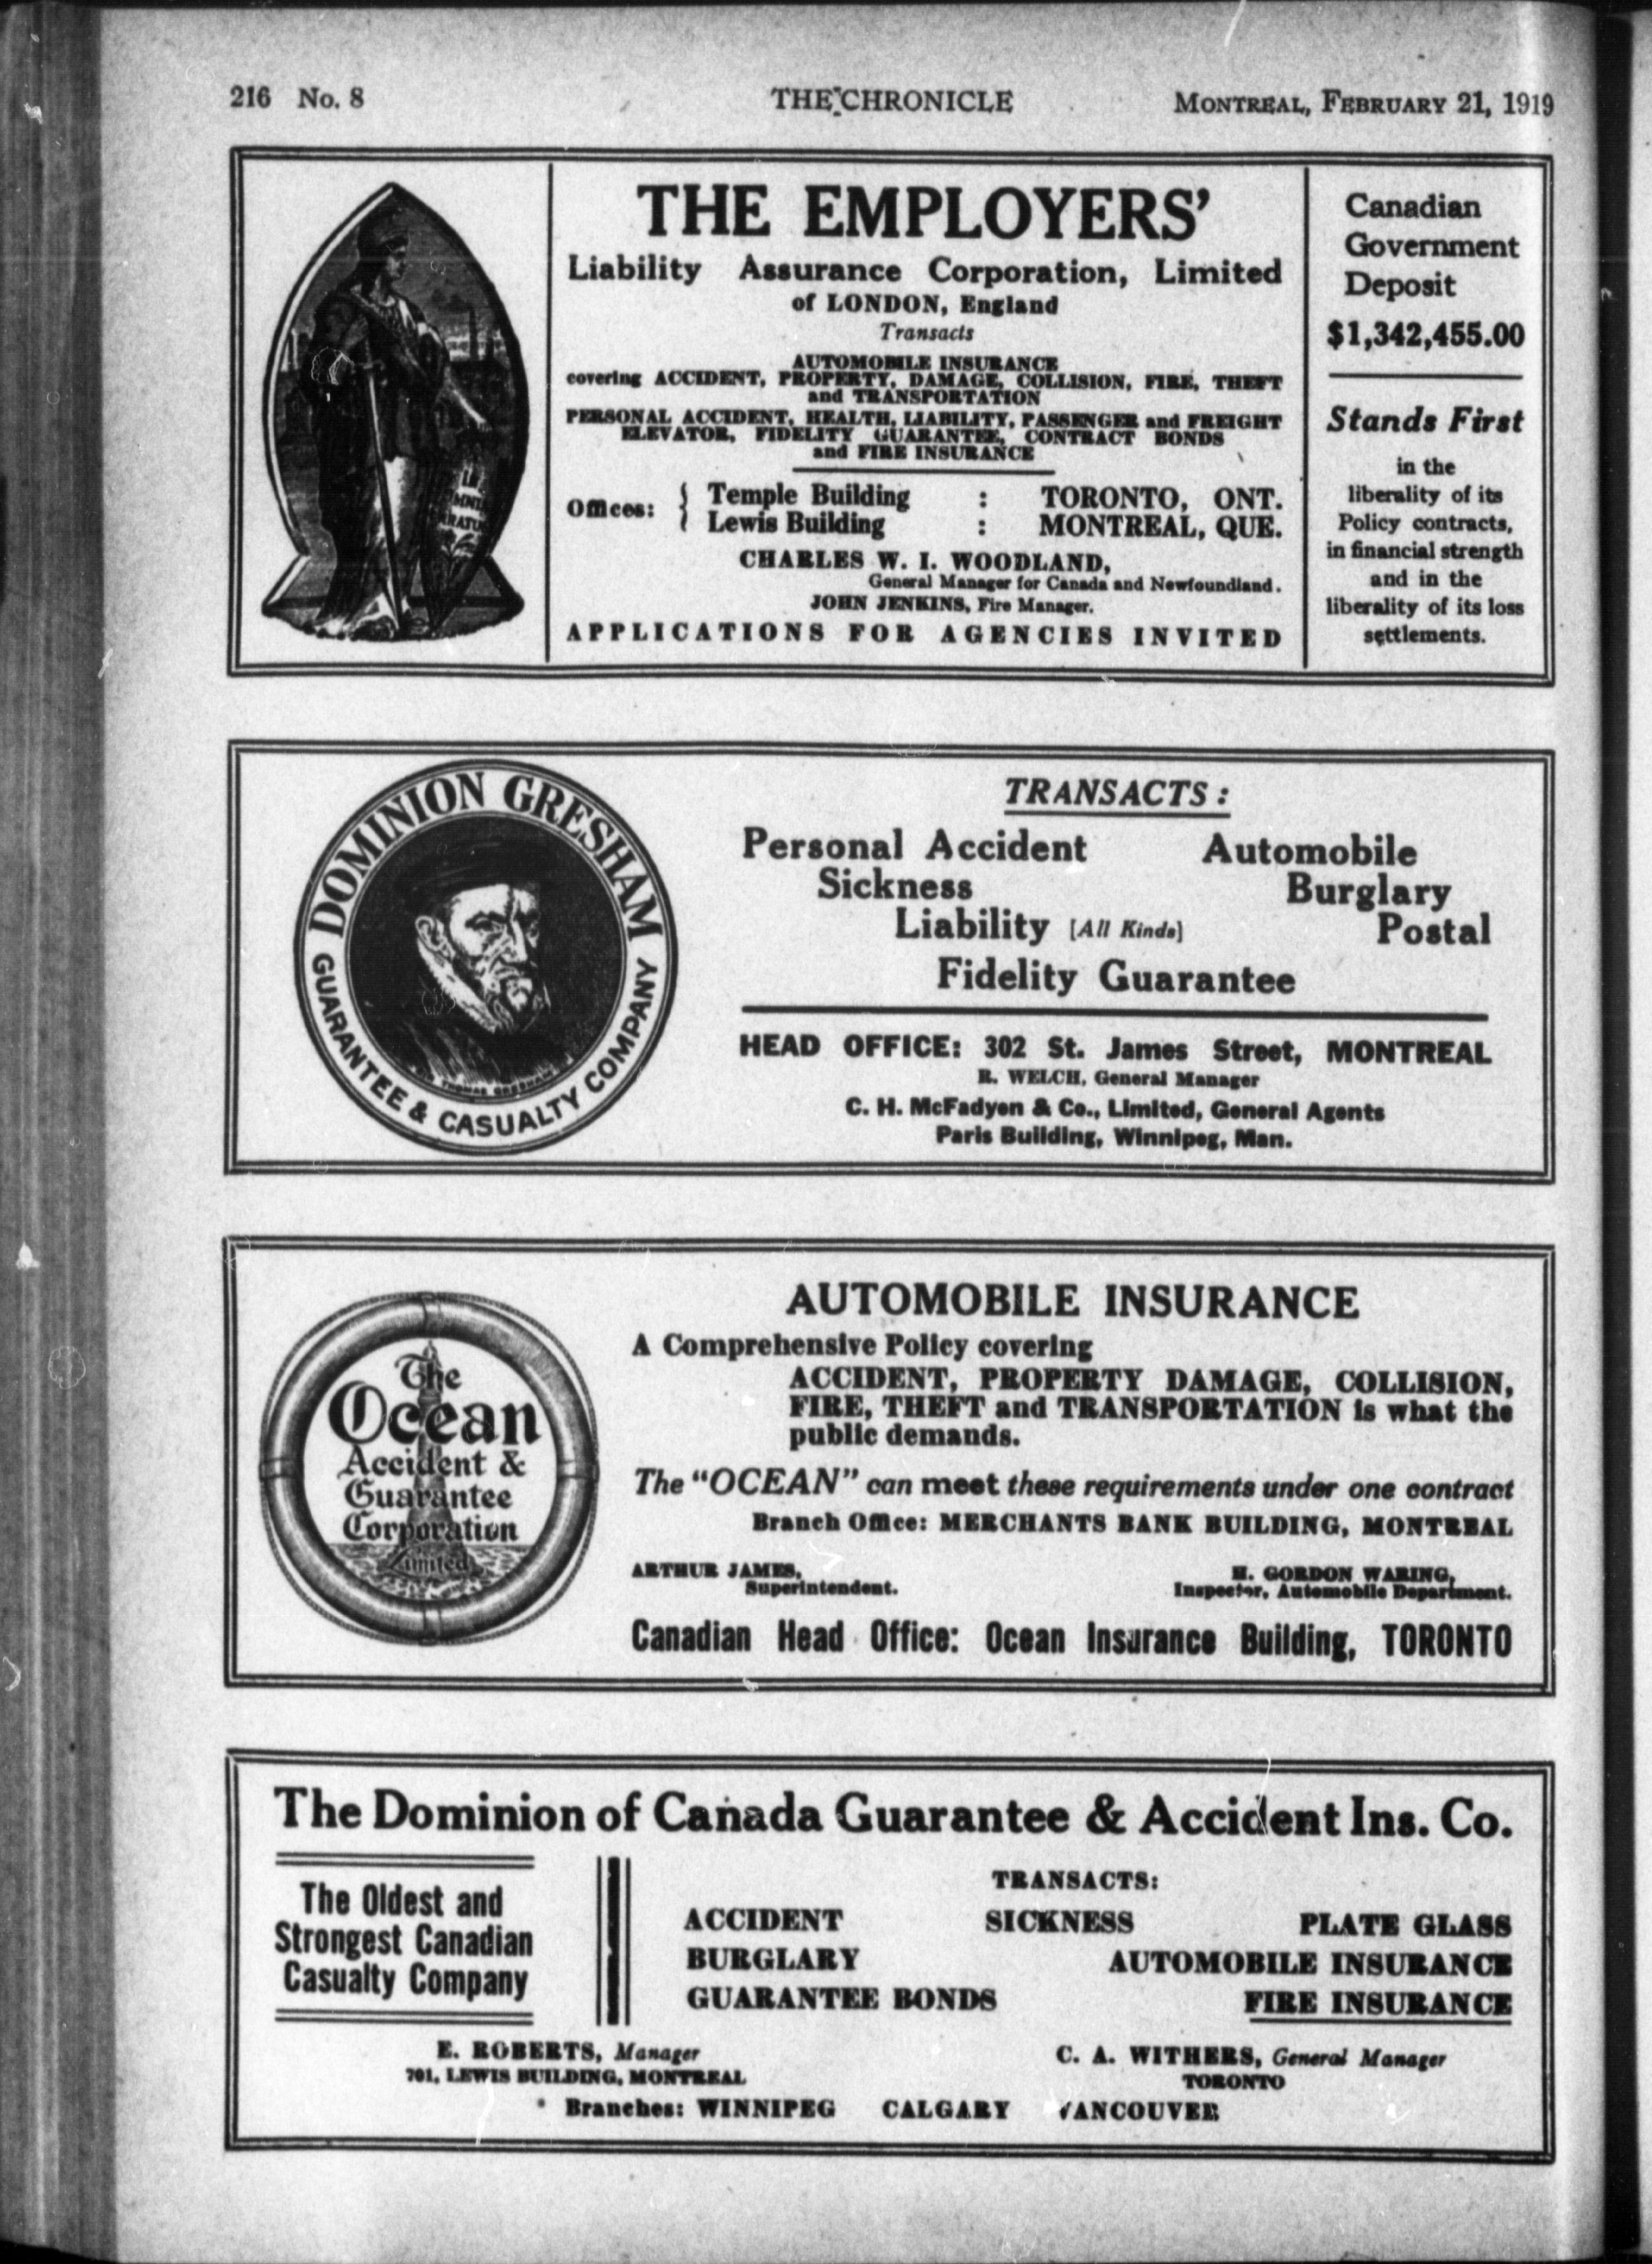 216 No. 8 THE CHRONICLE MONTREAL, FEBRUARY 21, 1919
THE EMPLOYERS'
Liability Assurance Corporation, Limited
of LONDON, England
Transacts
AUTOMOBILE INSURANCE
covering ACCIDENT, PROPERTY, DAMAGE, COLLISION, FIRE, THEFT
and TRANSPORTATION
PERSONAL ACCIDENT, HEALTH, LIABILITY, PASSENGER and FREIGHT
ELEVATOR, FIDELITY GUARANTEE, CONTRACT BONDS
and FIRE INSURANCE
Offices: { Temple Building : TORONTO, ONT.
Lewis Building : MONTREAL, QUE.
CHARLES W. I. WOODLAND,
General Manager for Canada and Newfoundland.
JOHN JENKINS, Fire Manager.
APPLICATIONS FOR AGENCIES INVITED
Canadian
Government
Deposit
$1,342,455.00
Stands First
in the
liberality of its
Policy contracts,
in financial strength
and in the
liberality of its loss
settlements.
DOMINION GRESHAM
GUARANTEE & CASUALTY COMPANY
THOMAS GRESHAM
TRANSACTS:
Personal Accident Automobile
Sickness Burglary
Liability [All Kinds] Postal
Fidelity Guarantee
HEAD OFFICE: 302 St. James Street, MONTREAL
R. WELCH, General Manager
C. H. McFadyen & Co., Limited, General Agents
Paris Building, Winnipeg, Man.
The
Ocean
Accident &
Guarantee
Corporation
Limited
AUTOMOBILE INSURANCE
A Comprehensive Policy covering
ACCIDENT, PROPERTY DAMAGE, COLLISION,
FIRE, THEFT and TRANSPORTATION is what the
public demands.
The "OCEAN" can meet these requirements under one contract
Branch Office: MERCHANTS BANK BUILDING, MONTREAL
ARTHUR JAMES, H. GORDON WARING,
Superintendent. Inspector, Automobile Department.
Canadian Head Office: Ocean Insurance Building, TORONTO
The Dominion of Canada Guarantee & Accident Ins. Co.
The Oldest and
Strongest Canadian
Casualty Company
TRANSACTS:
ACCIDENT SICKNESS PLATE GLASS
BURGLARY AUTOMOBILE INSURANCE
GUARANTEE BONDS FIRE INSURANCE
E. ROBERTS, Manager C. A. WITHERS, General Manager
701, LEWIS BUILDING, MONTREAL TORONTO
Branches: WINNIPEG CALGARY VANCOUVER